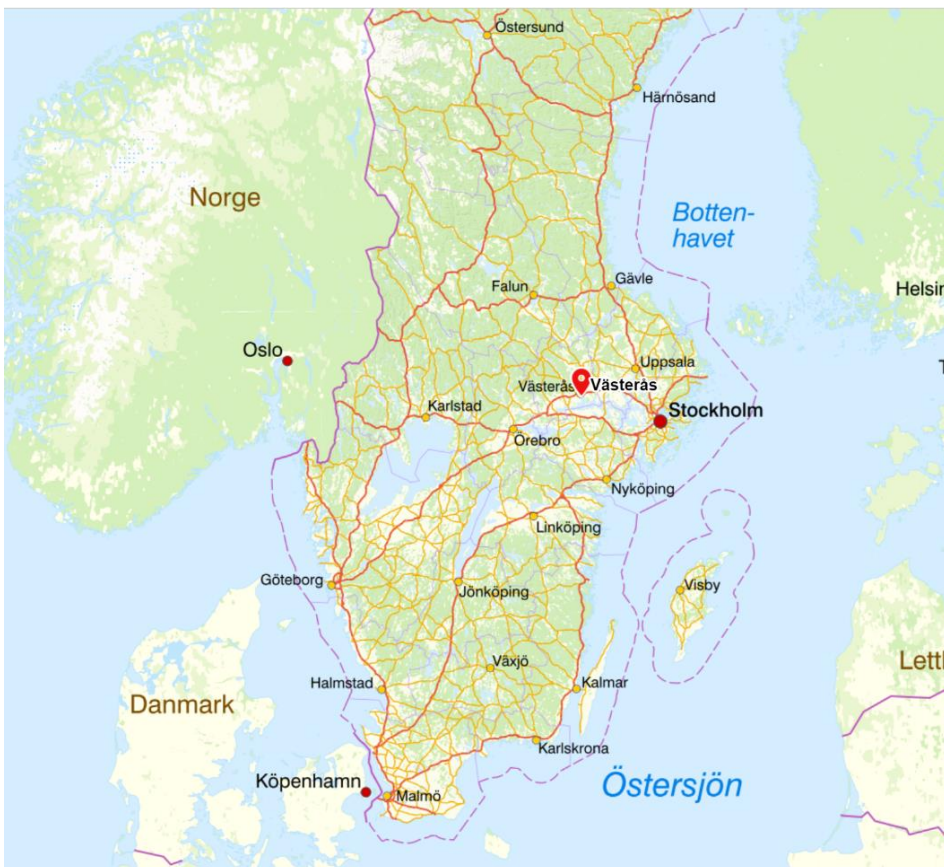 Östersund
Härnösand
Norge
Botten-
havet
Falun
Gävle
Helsin
Oslo
Uppsala
Västerås
Västerås
Karlstad
Stockholm
Örebro
Nyköping
Linköping
Göteborg
Jönköping
Visby
Växjö
Lettl
Halmstad
Kalmar
Danmark
Karlskrona
Köpenhamn
Malmö
Östersjön